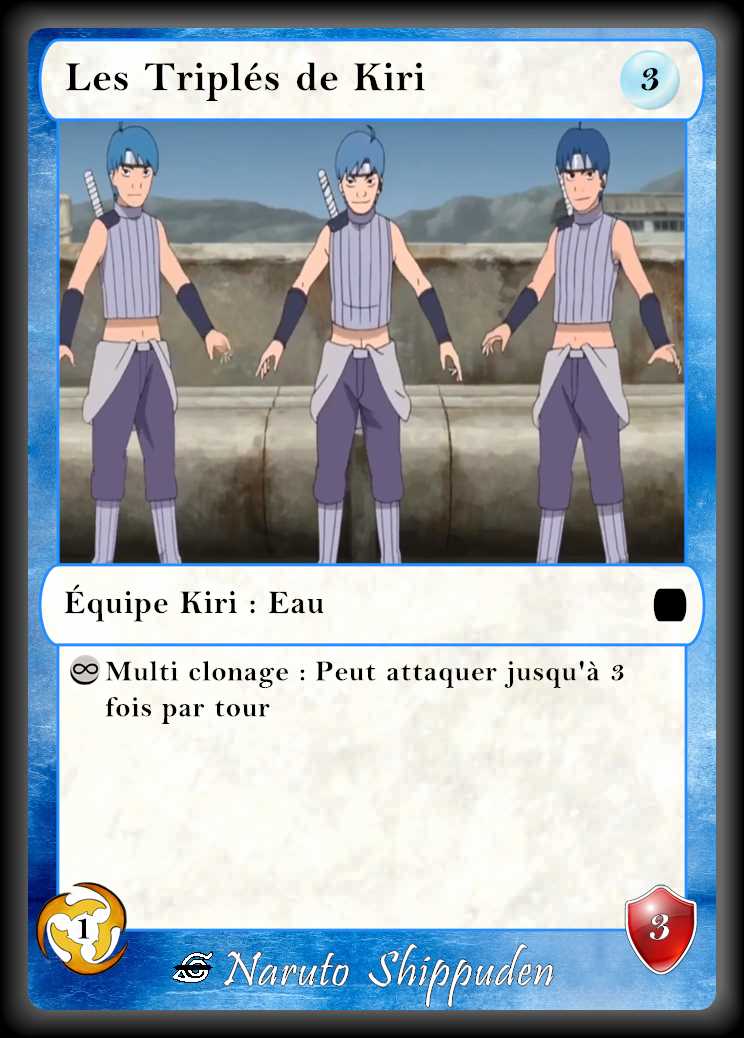 Les Triplés de Kiri
3
Équipe Kiri : Eau
Multi clonage : Peut attaquer jusqu'à 3
fois par tour
1
3
Naruto Shippuden